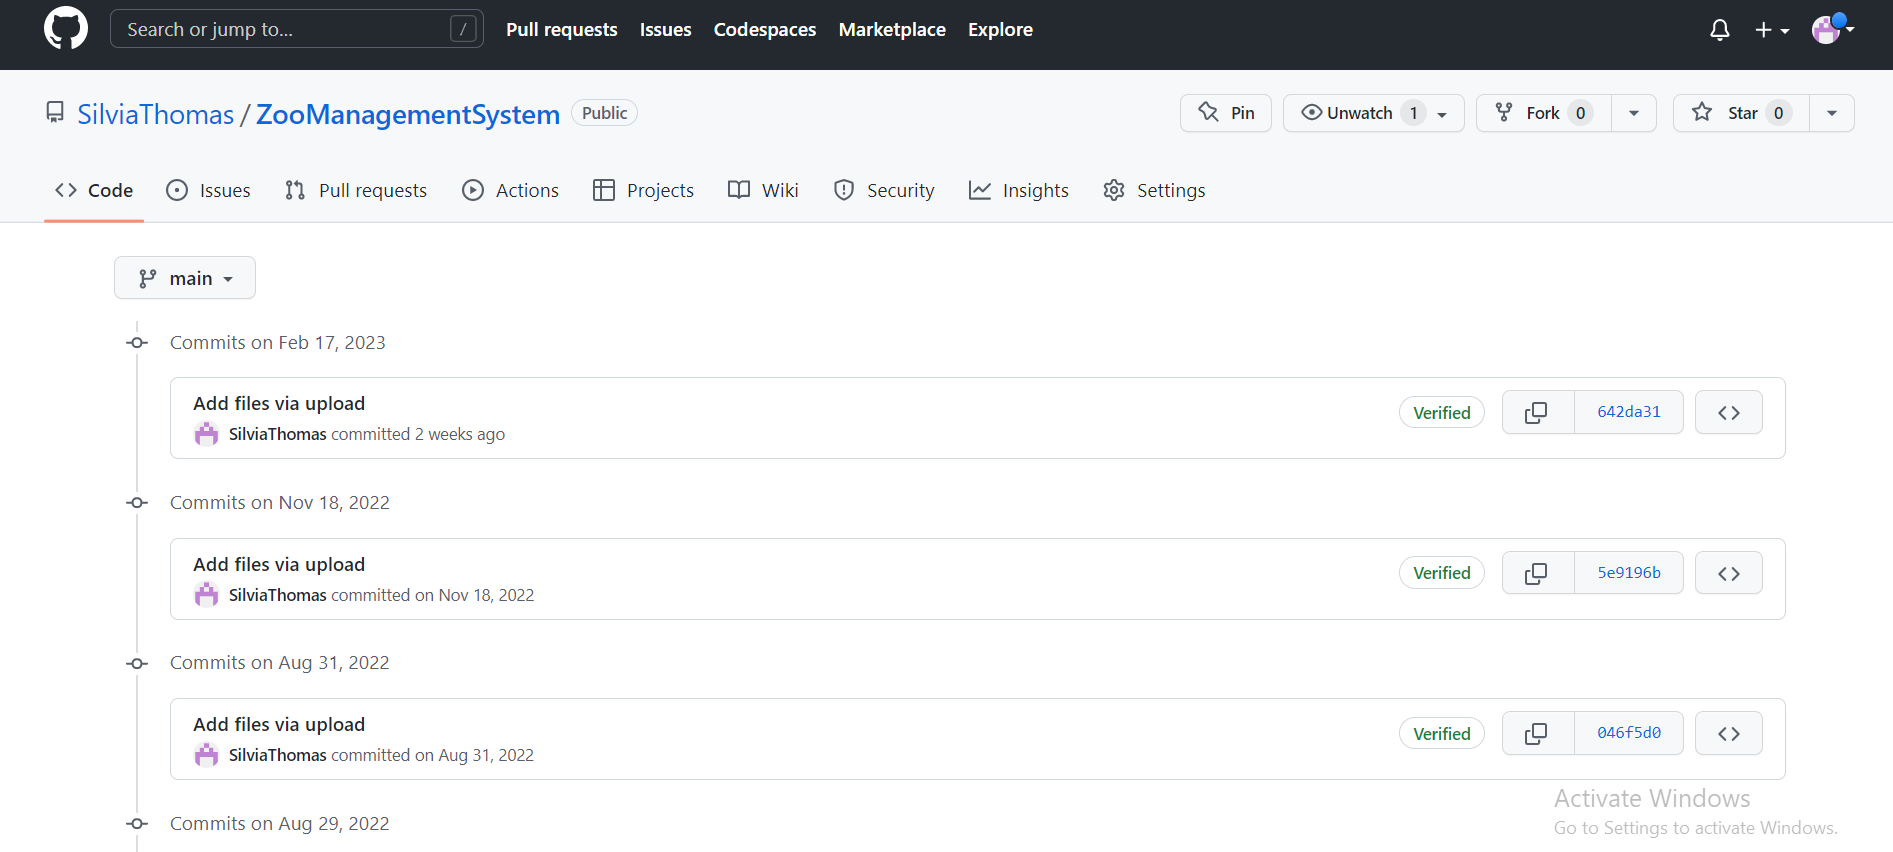 Search or jump to... / Pull requests Issues Codespaces Marketplace Explore
SilviaThomas / ZooManagementSystem Public Pin Unwatch 1 Fork 0 Star 0
Code Issues Pull requests Actions Projects Wiki Security Insights Settings
main
Commits on Feb 17, 2023
Add files via upload
SilviaThomas committed 2 weeks ago
Verified 642da31
Commits on Nov 18, 2022
Add files via upload
SilviaThomas committed on Nov 18, 2022
Verified 5e9196b
Commits on Aug 31, 2022
Add files via upload
SilviaThomas committed on Aug 31, 2022
Verified 046f5d0
Commits on Aug 29, 2022
Activate Windows
Go to Settings to activate Windows.